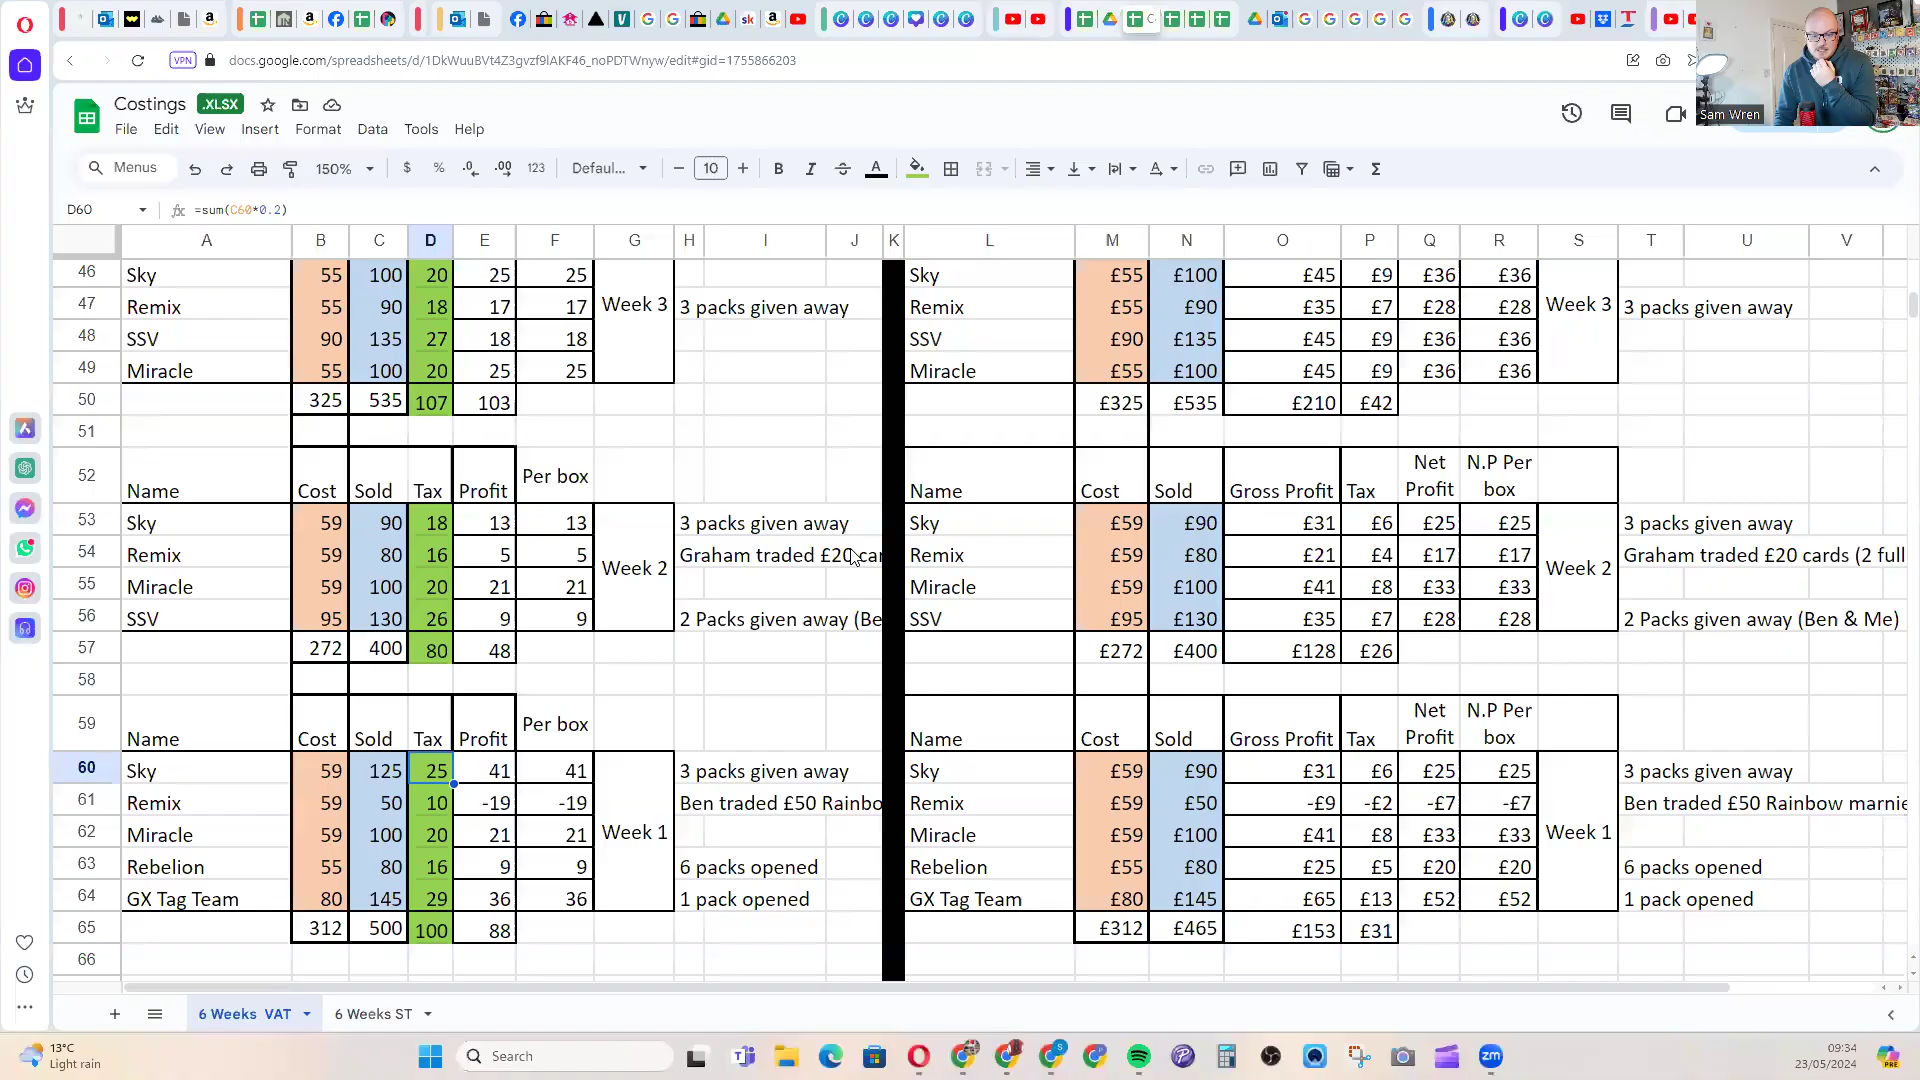 VPN
docs.google.com/spreadsheets/d/1DkWuuBVt4Z3gvzf9lAKF46_noPDTWnyw/edit#gid=1755866203
Sam Wren
Costings .XLSX
File Edit View Insert Format Data Tools Help
Menus 150% $ % .0 .00 123 Defaul... 10 B I A
D60 fx =sum(C60*0.2)
A B C D E F G H I J K L M N O P Q R S T U V
46 Sky 55 100 20 25 25 Sky £55 £100 £45 £9 £36 £36
47 Remix 55 90 18 17 17 Week 3 3 packs given away Remix £55 £90 £35 £7 £28 £28 Week 3 3 packs given away
48 SSV 90 135 27 18 18 SSV £90 £135 £45 £9 £36 £36
49 Miracle 55 100 20 25 25 Miracle £55 £100 £45 £9 £36 £36
50 325 535 107 103 £325 £535 £210 £42
51
52 Name Cost Sold Tax Profit Per box Name Cost Sold Gross Profit Tax Net Profit N.P Per box
53 Sky 59 90 18 13 13 3 packs given away Sky £59 £90 £31 £6 £25 £25 3 packs given away
54 Remix 59 80 16 5 5 Week 2 Graham traded £20 car Remix £59 £80 £21 £4 £17 £17 Week 2 Graham traded £20 cards (2 full
55 Miracle 59 100 20 21 21 Miracle £59 £100 £41 £8 £33 £33
56 SSV 95 130 26 9 9 2 Packs given away (Be SSV £95 £130 £35 £7 £28 £28 2 Packs given away (Ben & Me)
57 272 400 80 48 £272 £400 £128 £26
58
59 Name Cost Sold Tax Profit Per box Name Cost Sold Gross Profit Tax Net Profit N.P Per box
60 Sky 59 125 25 41 41 3 packs given away Sky £59 £90 £31 £6 £25 £25 3 packs given away
61 Remix 59 50 10 -19 -19 Ben traded £50 Rainbo Remix £59 £50 -£9 -£2 -£7 -£7 Ben traded £50 Rainbow marnie
62 Miracle 59 100 20 21 21 Week 1 Miracle £59 £100 £41 £8 £33 £33 Week 1
63 Rebelion 55 80 16 9 9 6 packs opened Rebelion £55 £80 £25 £5 £20 £20 6 packs opened
64 GX Tag Team 80 145 29 36 36 1 pack opened GX Tag Team £80 £145 £65 £13 £52 £52 1 pack opened
65 312 500 100 88 £312 £465 £153 £31
66
6 Weeks VAT 6 Weeks ST
13°C
Light rain
Search
zm
09:34
23/05/2024
PRE